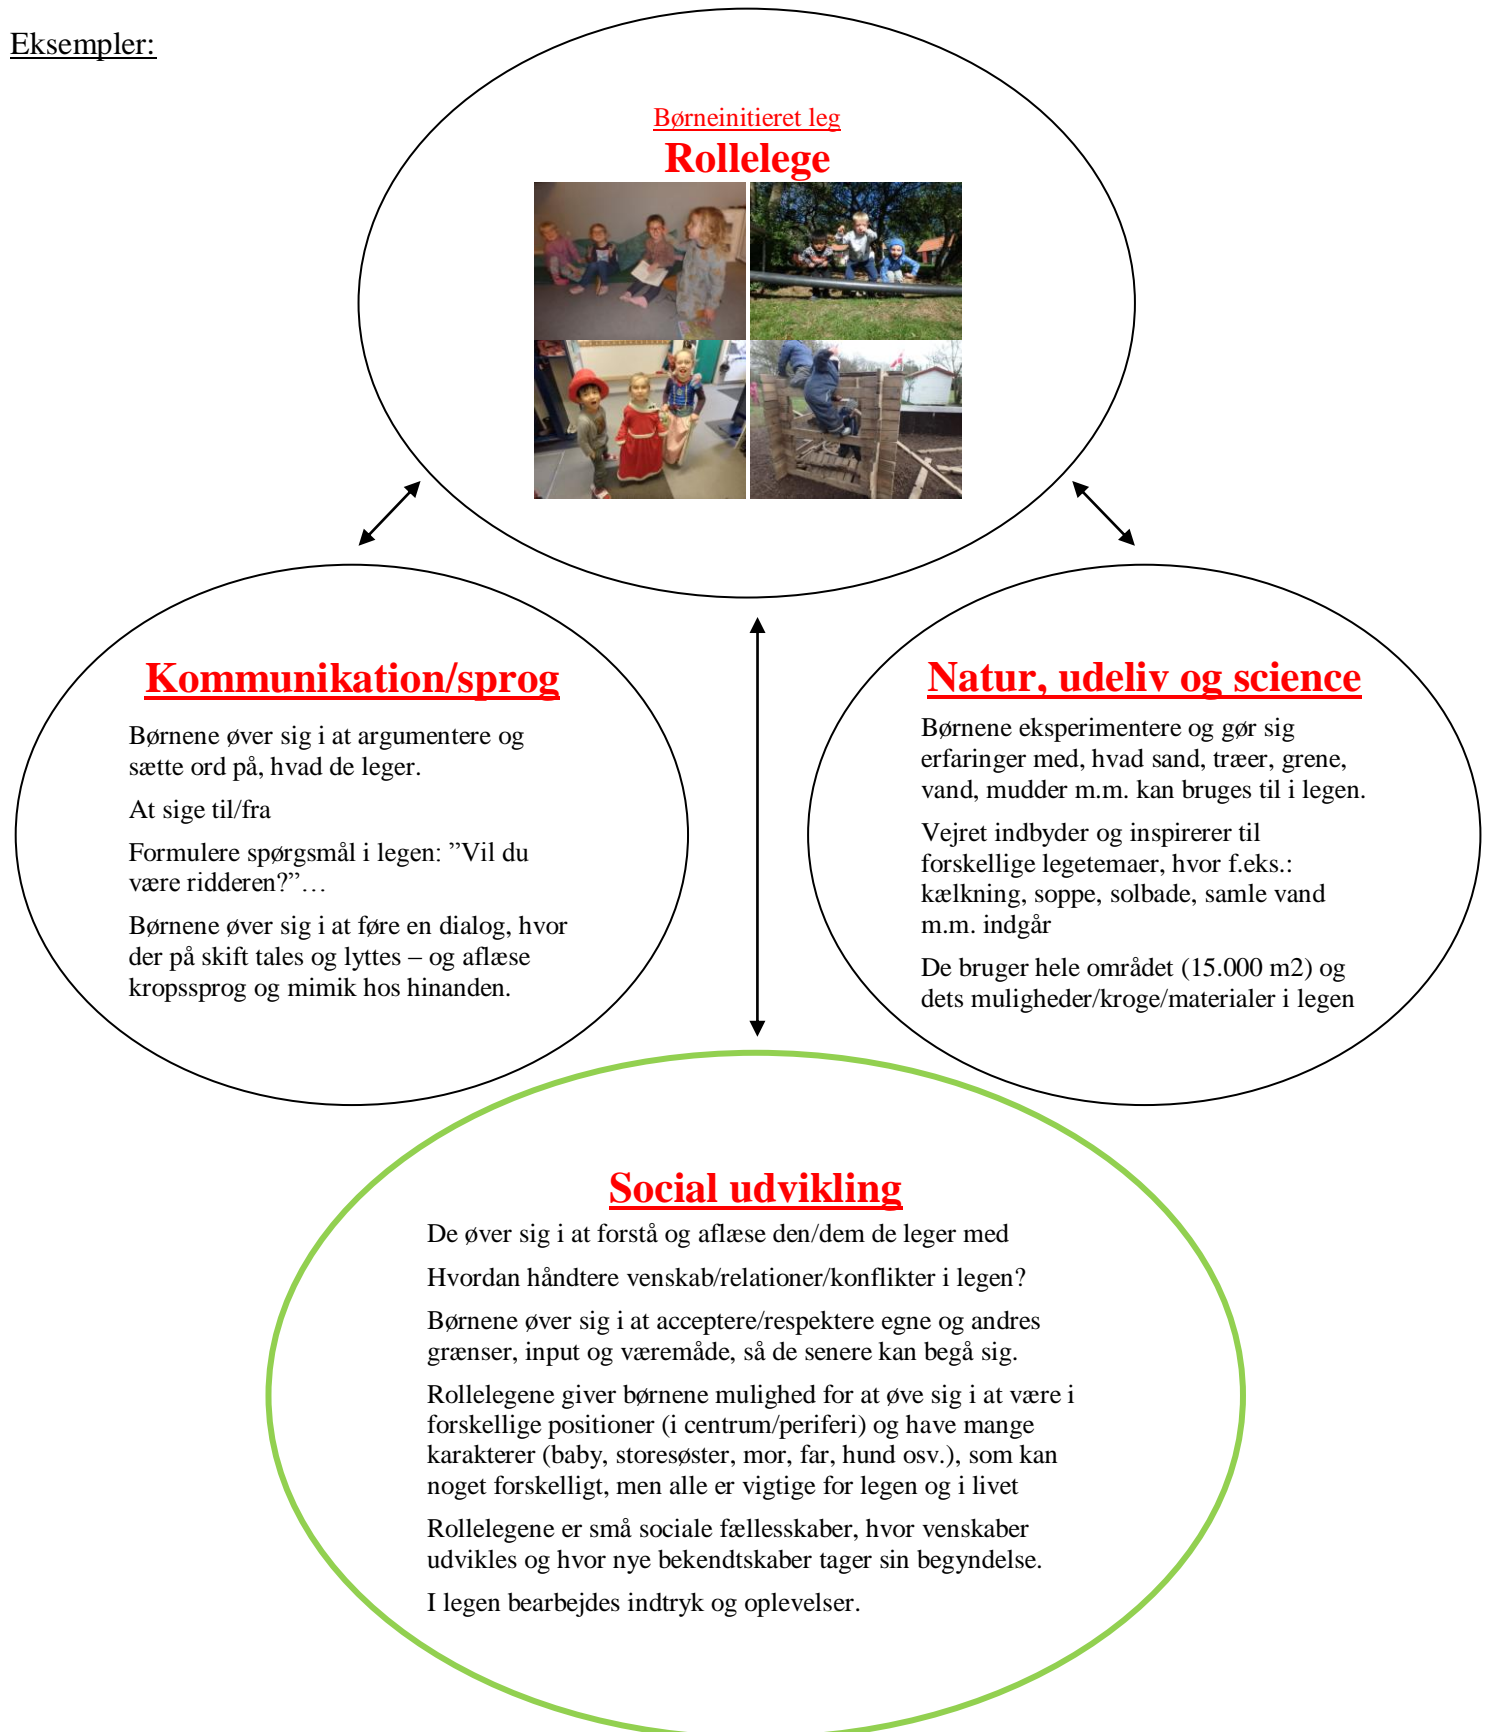 Eksempler:
Børneinitieret leg
Rollelege
Kommunikation/sprog
Børnene øver sig i at argumentere og
sætte ord på, hvad de leger.
At sige til/fra
Formulere spørgsmål i legen: ”Vil du
være ridderen?”…
Børnene øver sig i at føre en dialog, hvor
der på skift tales og lyttes – og aflæse
kropssprog og mimik hos hinanden.
Natur, udeliv og science
Børnene eksperimentere og gør sig
erfaringer med, hvad sand, træer, grene,
vand, mudder m.m. kan bruges til i legen.
Vejret indbyder og inspirerer til
forskellige legetemaer, hvor f.eks.:
kælkning, soppe, solbade, samle vand
m.m. indgår
De bruger hele området (15.000 m2) og
dets muligheder/kroge/materialer i legen
Social udvikling
De øver sig i at forstå og aflæse den/dem de leger med
Hvordan håndtere venskab/relationer/konflikter i legen?
Børnene øver sig i at acceptere/respektere egne og andres
grænser, input og væremåde, så de senere kan begå sig.
Rollelegene giver børnene mulighed for at øve sig i at være i
forskellige positioner (i centrum/periferi) og have mange
karakterer (baby, storesøster, mor, far, hund osv.), som kan
noget forskelligt, men alle er vigtige for legen og i livet
Rollelegene er små sociale fællesskaber, hvor venskaber
udvikles og hvor nye bekendtskaber tager sin begyndelse.
I legen bearbejdes indtryk og oplevelser.